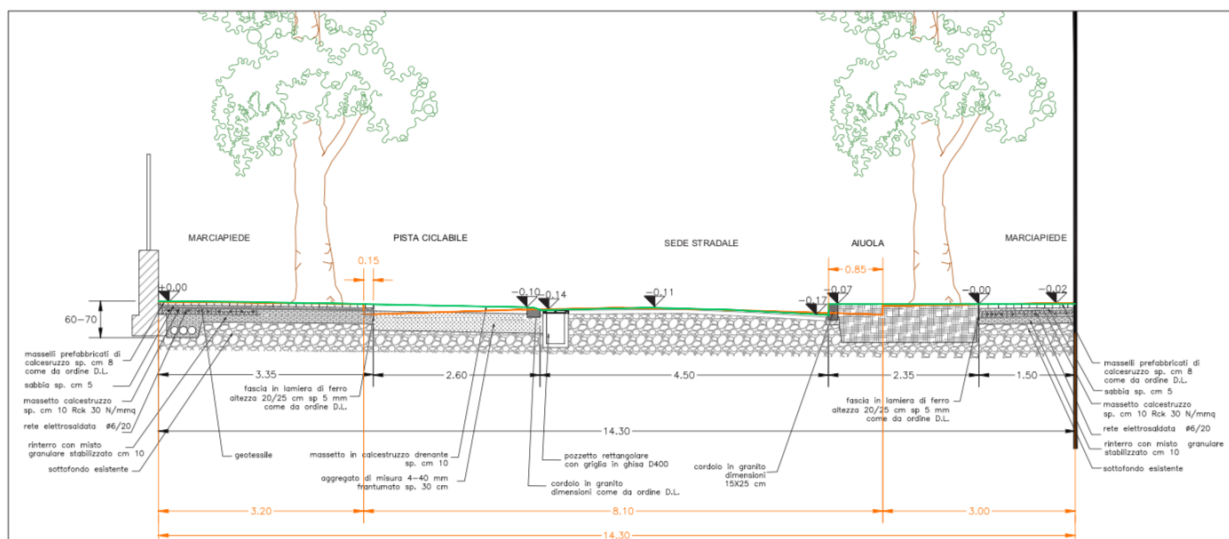 MARCIAPIEDE
PISTA CICLABILE
SEDE STRADALE
AIUOLA
MARCIAPIEDE
0.15
0.85
+0.00
-0.10
-0.14
-0.11
-0.17
-0.07
-0.00
-0.02
60-70
3.35
2.60
4.50
2.35
1.50
masselli prefabbricati di
calcesruzzo sp. cm 8
come da ordine D.L.
sabbia sp. cm 5
massetto calcestruzzo
sp. cm 10 Rck 30 N/mmq
rete elettrosaldata ø6/20
rinterro con misto
granulare stabilizzato cm 10
sottofondo esistente
geotessile
fascia in lamiera di ferro
altezza 20/25 cm sp 5 mm
come da ordine D.L.
massetto in calcestruzzo drenante
sp. cm 10
aggregato di misura 4-40 mm
frantumato sp. 30 cm
pozzetto rettangolare
con griglia in ghisa D400
cordolo in granito
dimensioni come da ordine D.L.
cordolo in granito
dimensioni
15X25 cm
fascia in lamiera di ferro
altezza 20/25 cm sp 5 mm
come da ordine D.L.
masselli prefabbricati di
calcesruzzo sp. cm 8
come da ordine D.L.
sabbia sp. cm 5
massetto calcestruzzo
sp. cm 10 Rck 30 N/mmq
rete elettrosaldata ø6/20
rinterro con misto granulare
stabilizzato cm 10
sottofondo esistente
14.30
3.20
8.10
3.00
14.30